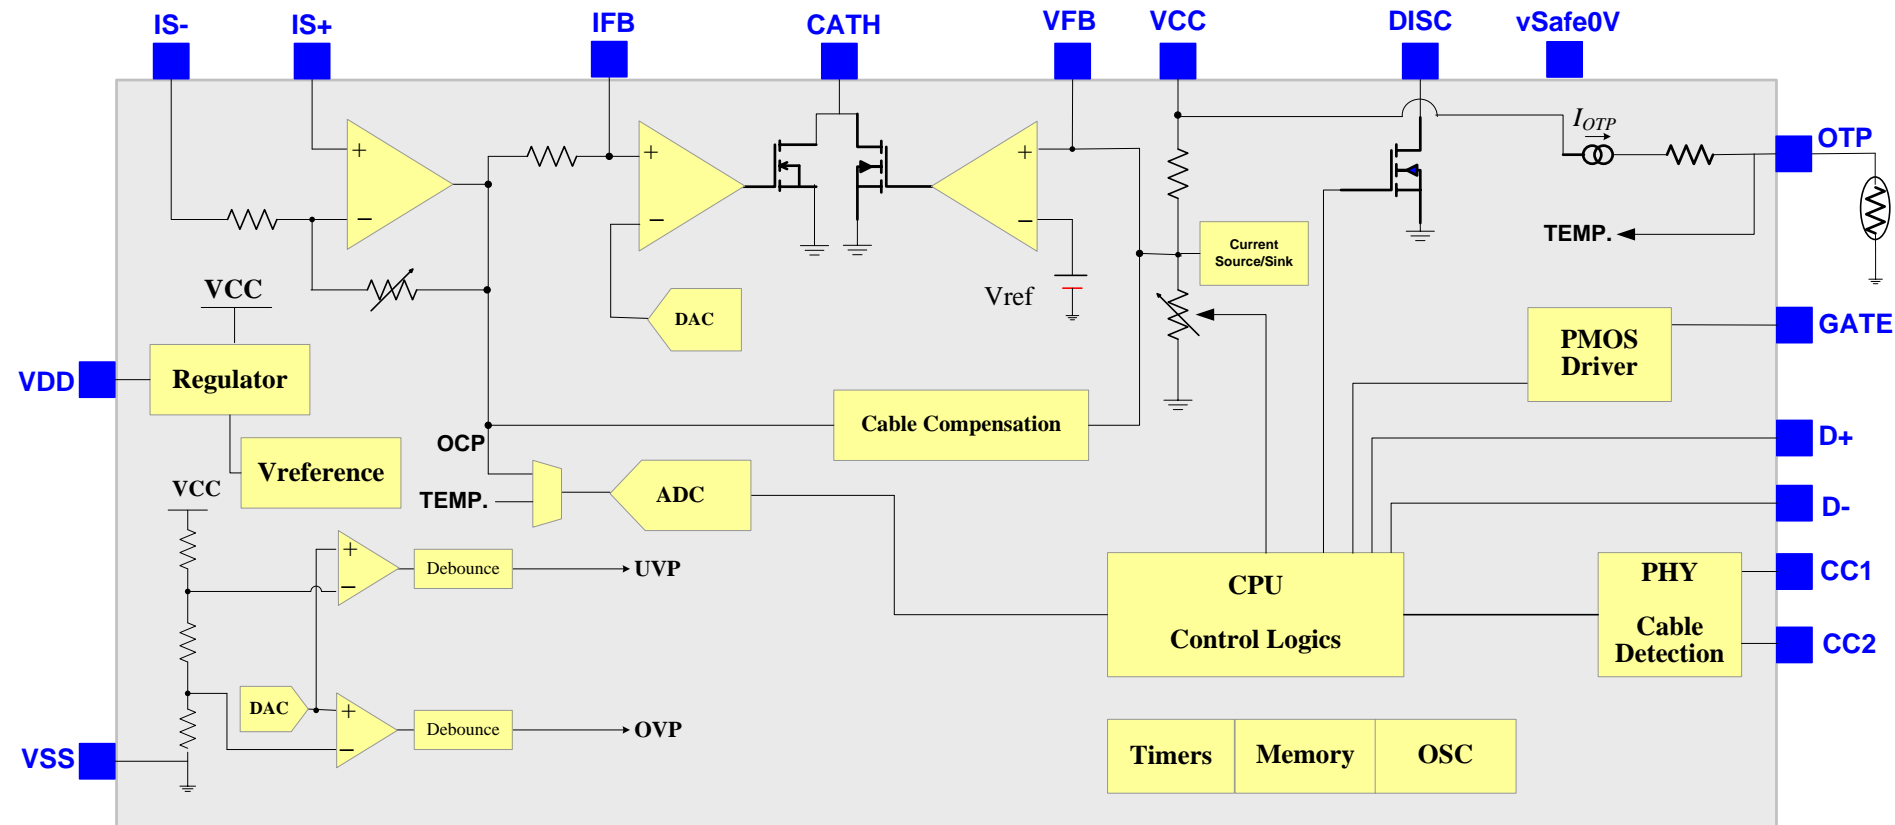 IS-
IS+
IFB
CATH
VFB
VCC
DISC
vSafe0V
I_OTP
OTP
+
+
+
−
−
−
TEMP.
Current
Source/Sink
VCC
Vref
DAC
GATE
PMOS
Driver
VDD
Regulator
Cable Compensation
D+
OCP
Vreference
VCC
ADC
TEMP.
D-
+
−
Debounce
UVP
CPU
Control Logics
PHY
Cable
Detection
CC1
CC2
DAC
+
−
Debounce
OVP
VSS
Timers
Memory
OSC